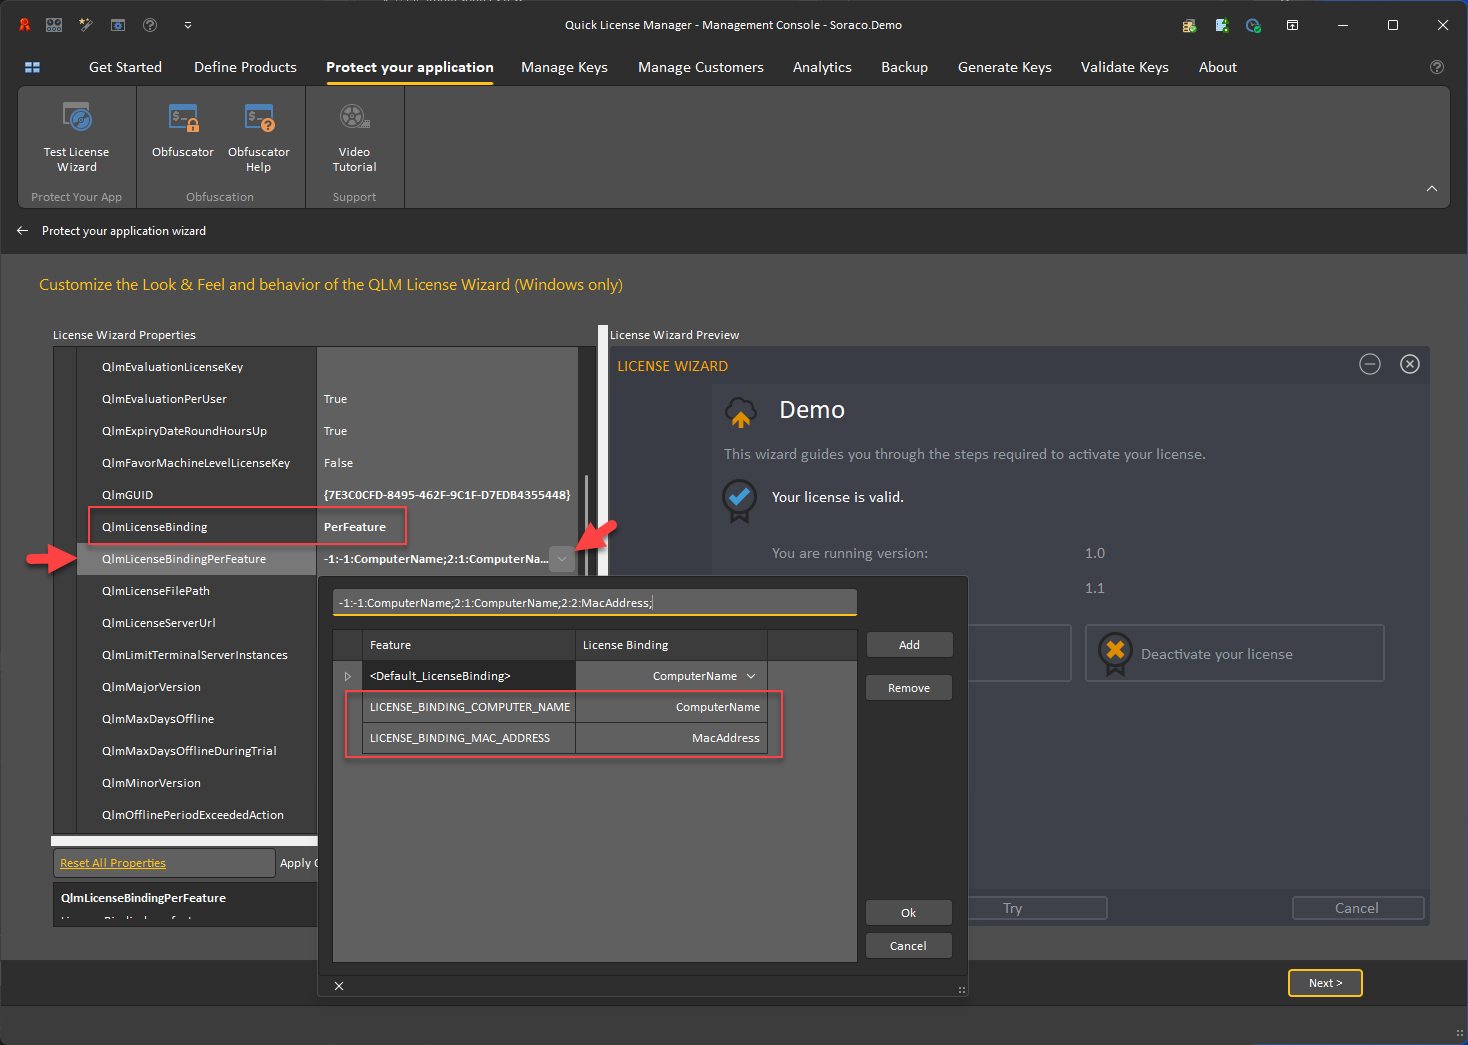 Quick License Manager - Management Console - Soraco.Demo
Get Started
Define Products
Protect your application
Manage Keys
Manage Customers
Analytics
Backup
Generate Keys
Validate Keys
About
Test License
Wizard
Obfuscator
Obfuscator
Help
Video
Tutorial
Protect Your App
Obfuscation
Support
Protect your application wizard
Customize the Look & Feel and behavior of the QLM License Wizard (Windows only)
License Wizard Properties
QlmEvaluationLicenseKey
QlmEvaluationPerUser True
QlmExpiryDateRoundHoursUp True
QlmFavorMachineLevelLicenseKey False
QlmGUID {7E3C0CFD-8495-462F-9C1F-D7EDB4355448}
QlmLicenseBinding PerFeature
QlmLicenseBindingPerFeature -1:-1:ComputerName;2:1:ComputerNa...
QlmLicenseFilePath
QlmLicenseServerUrl
QlmLimitTerminalServerInstances
QlmMajorVersion
QlmMaxDaysOffline
QlmMaxDaysOfflineDuringTrial
QlmMinorVersion
QlmOfflinePeriodExceededAction
Reset All Properties
Apply
QlmLicenseBindingPerFeature
-1:-1:ComputerName;2:1:ComputerName;2:2:MacAddress;
Feature License Binding
<Default_LicenseBinding> ComputerName
LICENSE_BINDING_COMPUTER_NAME ComputerName
LICENSE_BINDING_MAC_ADDRESS MacAddress
Add
Remove
Ok
Cancel
License Wizard Preview
LICENSE WIZARD
Demo
This wizard guides you through the steps required to activate your license.
Your license is valid.
You are running version: 1.0
1.1
Deactivate your license
Try
Cancel
Next >